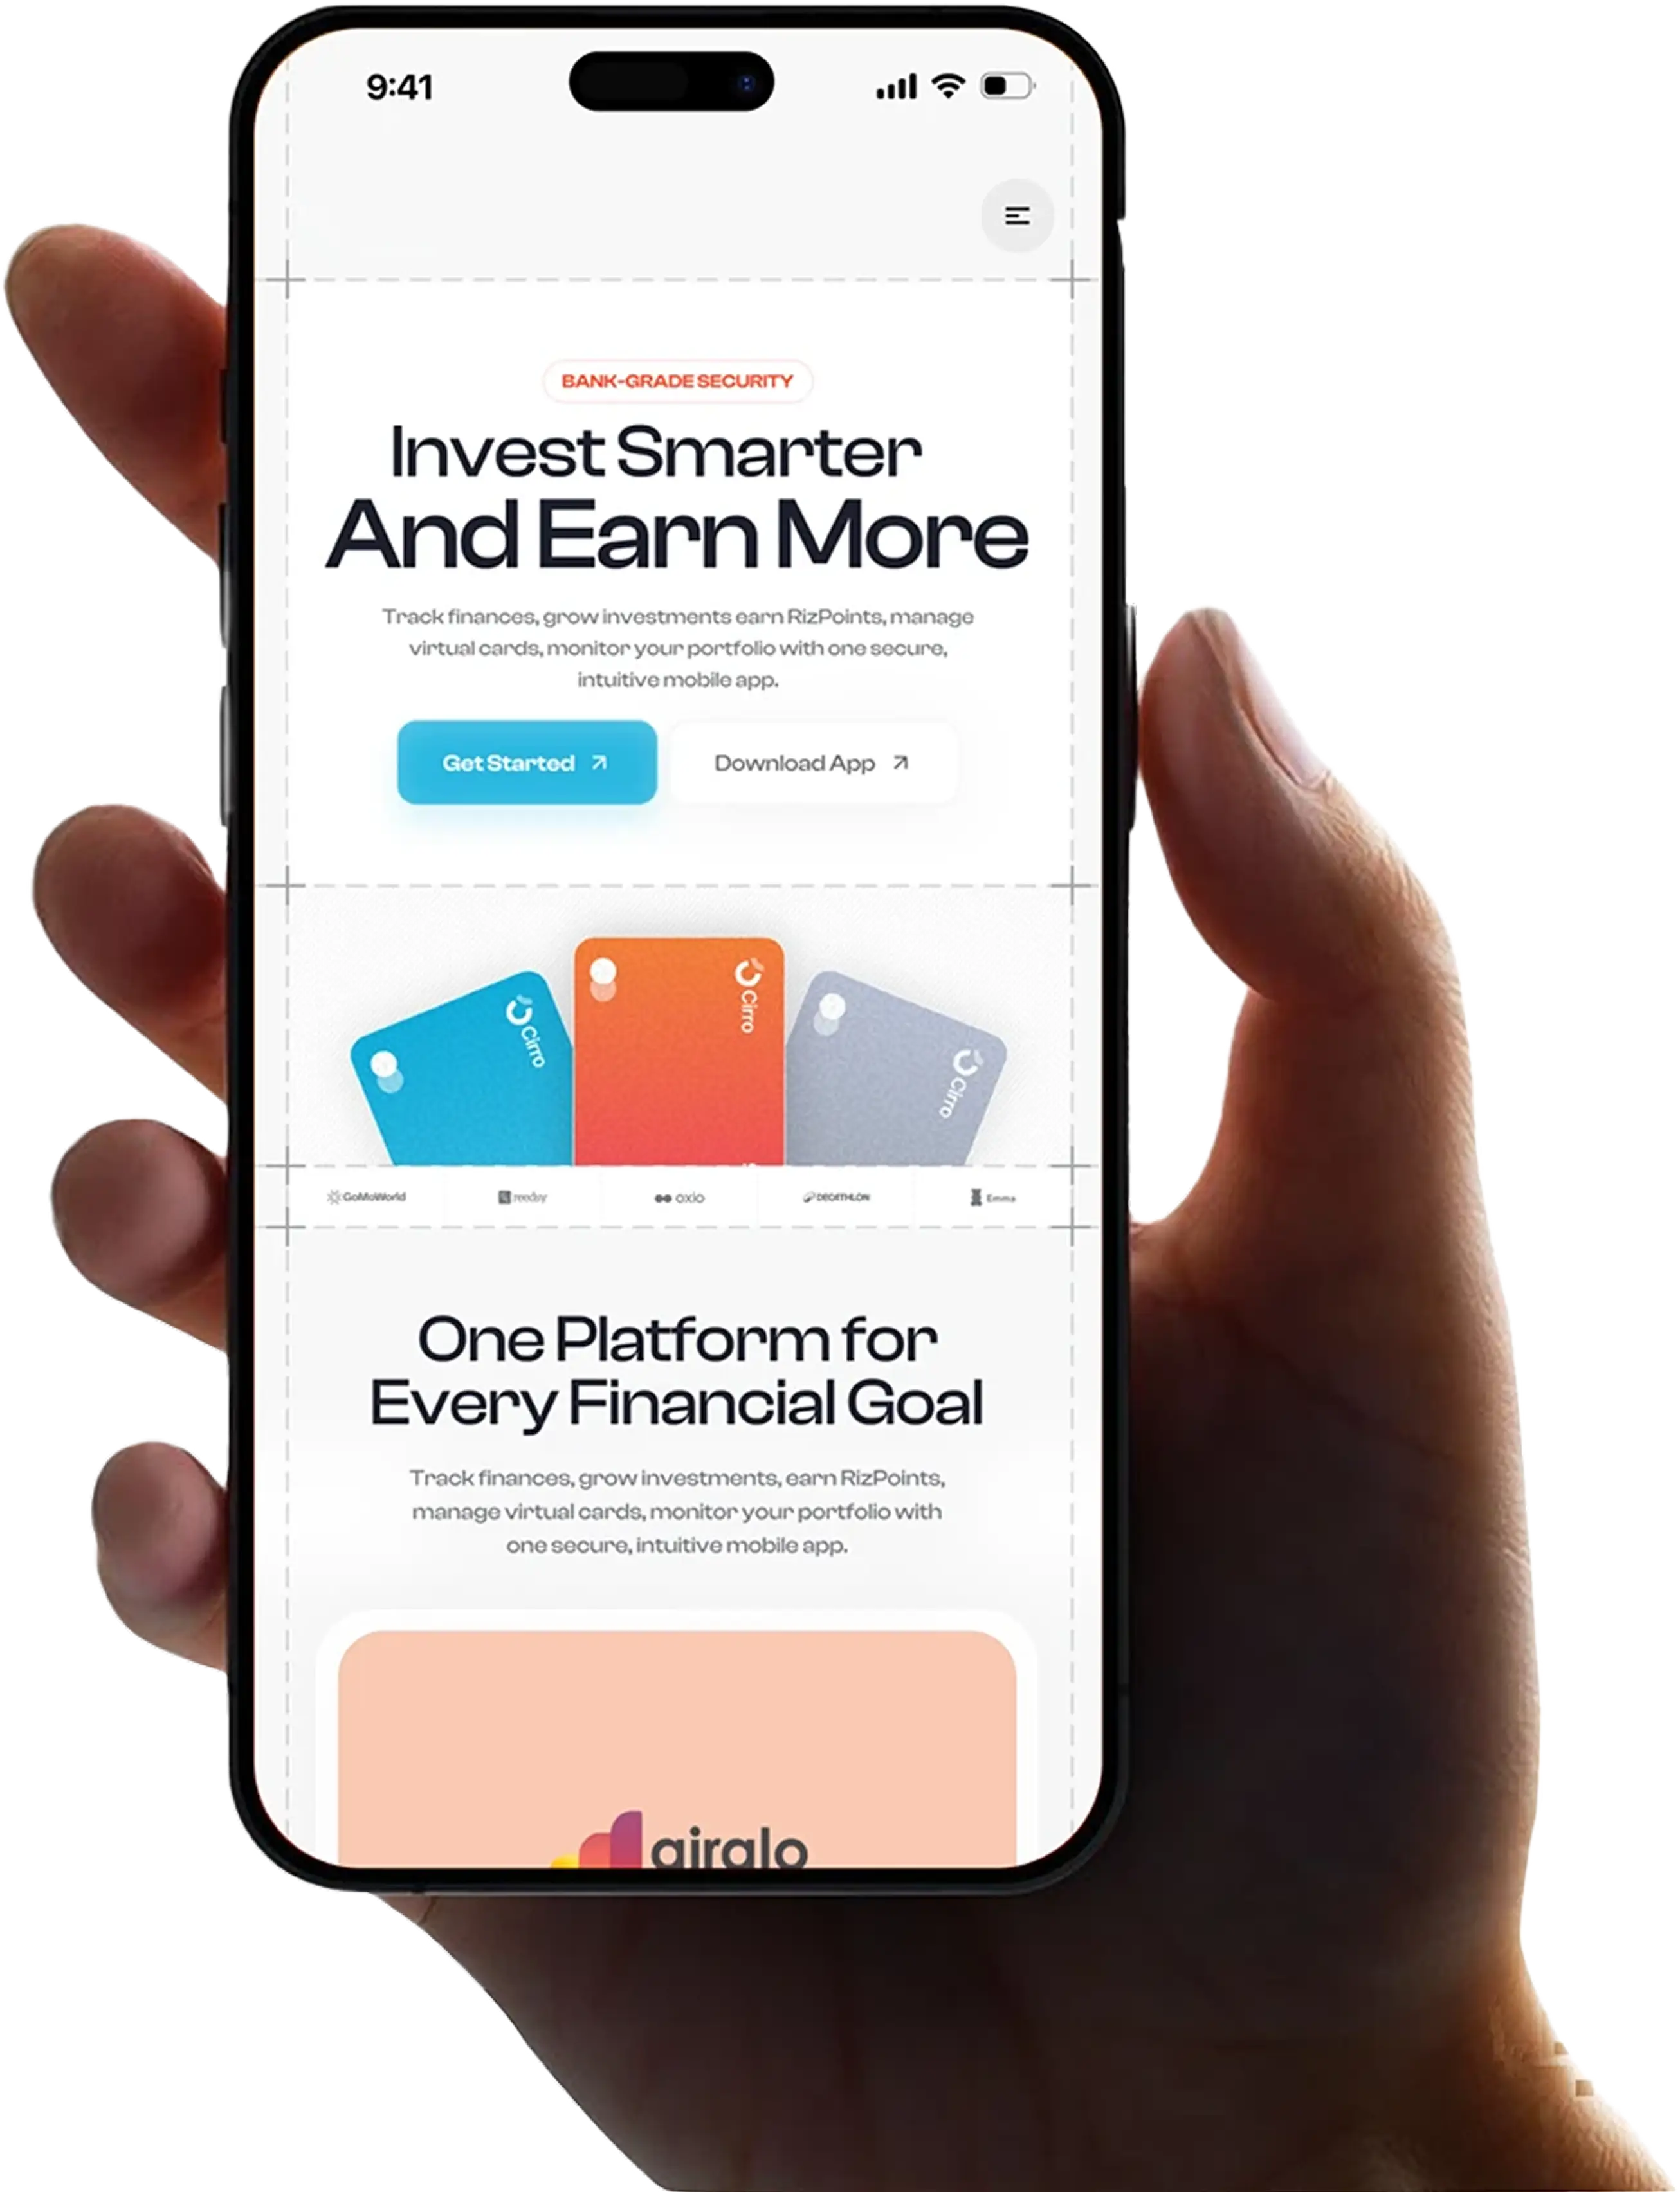 9:41
BANK-GRADE SECURITY
Invest Smarter
And Earn More
Track finances, grow investments earn RizPoints, manage
virtual cards, monitor your portfolio with one secure,
intuitive mobile app.
Get Started
Download App
Cirro
Cirro
Cirro
GoMoWorld
reedsy
oxio
DECATHLON
Emma
One Platform for
Every Financial Goal
Track finances, grow investments, earn RizPoints,
manage virtual cards, monitor your portfolio with
one secure, intuitive mobile app.
airalo